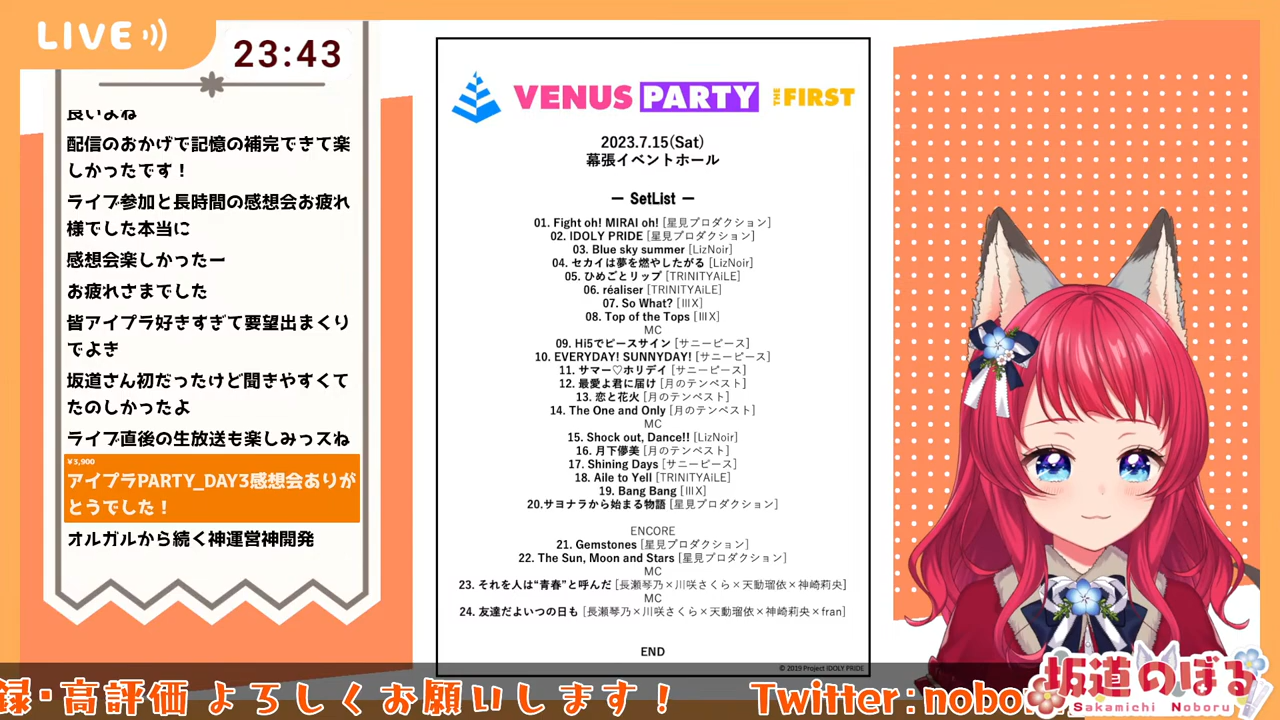 LIVE
23:43
良いよね
配信のおかげで記憶の補完できて楽
しかったです！
ライブ参加と長時間の感想会お疲れ
様でした本当に
感想会楽しかったー
お疲れさまでした
皆アイプラ好きすぎて要望出まくり
でよき
坂道さん初だったけど聞きやすくて
たのしかったよ
ライブ直後の生放送も楽しみっスね
¥3,900
アイプラPARTY_DAY3感想会ありが
とうでした！
オルガルから続く神運営神開発
VENUS PARTY THE FIRST
2023.7.15(Sat)
幕張イベントホール
ー SetList ー
01. Fight oh! MIRAI oh! [星見プロダクション]
02. IDOLY PRIDE [星見プロダクション]
03. Blue sky summer [LizNoir]
04. セカイは夢を燃やしたがる [LizNoir]
05. ひめごとリップ [TRINITYAiLE]
06. réaliser [TRINITYAiLE]
07. So What? [ⅢX]
08. Top of the Tops [ⅢX]
MC
09. Hi5でピースサイン [サニーピース]
10. EVERYDAY! SUNNYDAY! [サニーピース]
11. サマー♡ホリデイ [サニーピース]
12. 最愛よ君に届け [月のテンペスト]
13. 恋と花火 [月のテンペスト]
14. The One and Only [月のテンペスト]
MC
15. Shock out, Dance!! [LizNoir]
16. 月下儚美 [月のテンペスト]
17. Shining Days [サニーピース]
18. Aile to Yell [TRINITYAiLE]
19. Bang Bang [ⅢX]
20.サヨナラから始まる物語 [星見プロダクション]
ENCORE
21. Gemstones [星見プロダクション]
22. The Sun, Moon and Stars [星見プロダクション]
MC
23. それを人は“青春”と呼んだ [長瀬琴乃×川咲さくら×天動瑠依×神崎莉央]
MC
24. 友達だよいつの日も [長瀬琴乃×川咲さくら×天動瑠依×神崎莉央×fran]
END
© 2019 Project IDOLY PRIDE
録・高評価 よろしくお願いします！ Twitter:nobo
坂道のぼる
Sakamichi Noboru